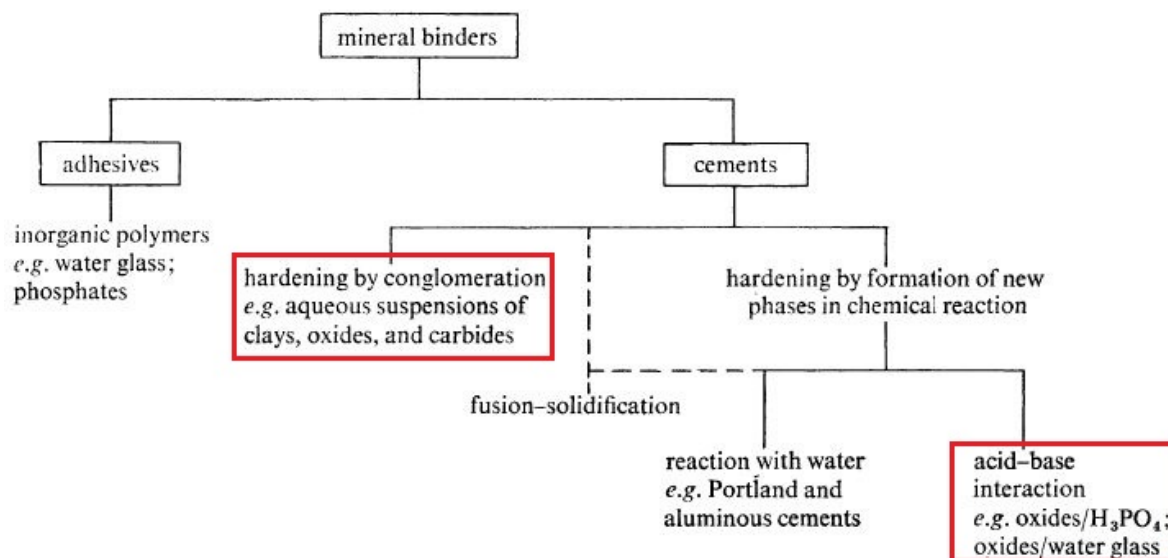 mineral binders
adhesives
cements
inorganic polymers
e.g. water glass;
phosphates
hardening by conglomeration
e.g. aqueous suspensions of
clays, oxides, and carbides
hardening by formation of new
phases in chemical reaction
fusion–solidification
reaction with water
e.g. Portland and
aluminous cements
acid–base
interaction
e.g. oxides/H₃PO₄;
oxides/water glass